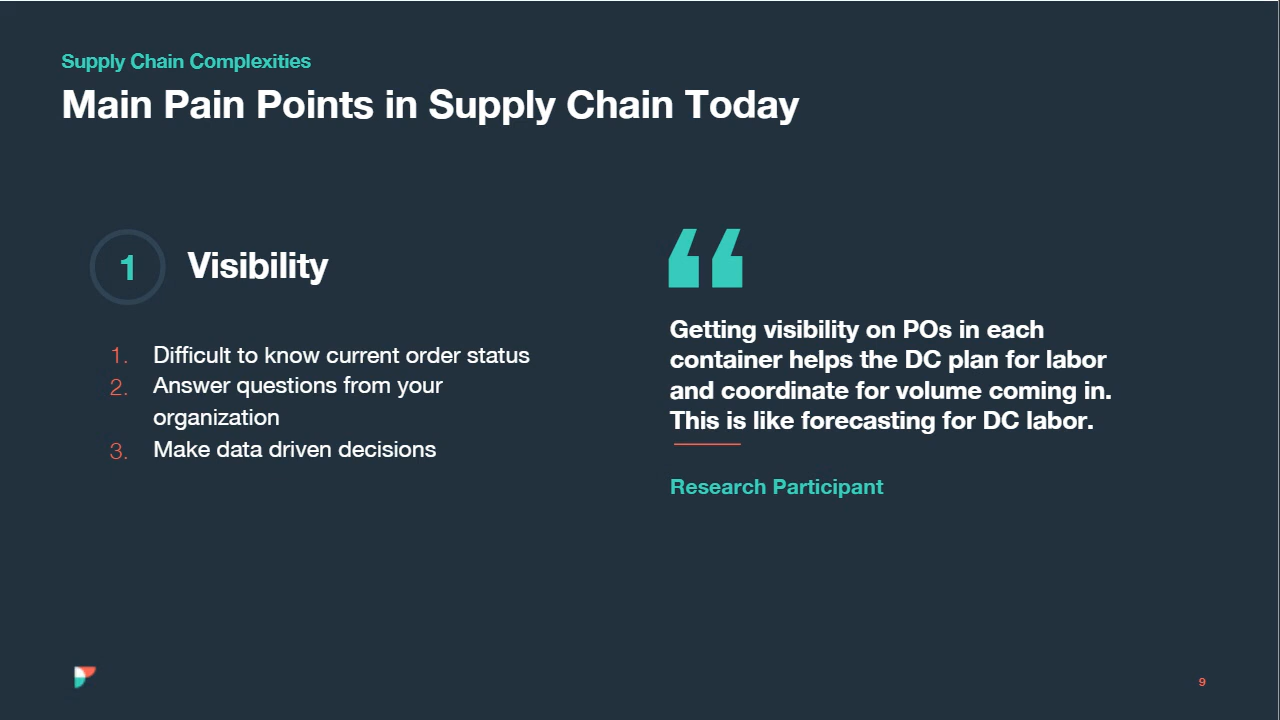 Supply Chain Complexities
Main Pain Points in Supply Chain Today
1 Visibility
1. Difficult to know current order status
2. Answer questions from your
organization
3. Make data driven decisions
“
Getting visibility on POs in each
container helps the DC plan for labor
and coordinate for volume coming in.
This is like forecasting for DC labor.
Research Participant
9